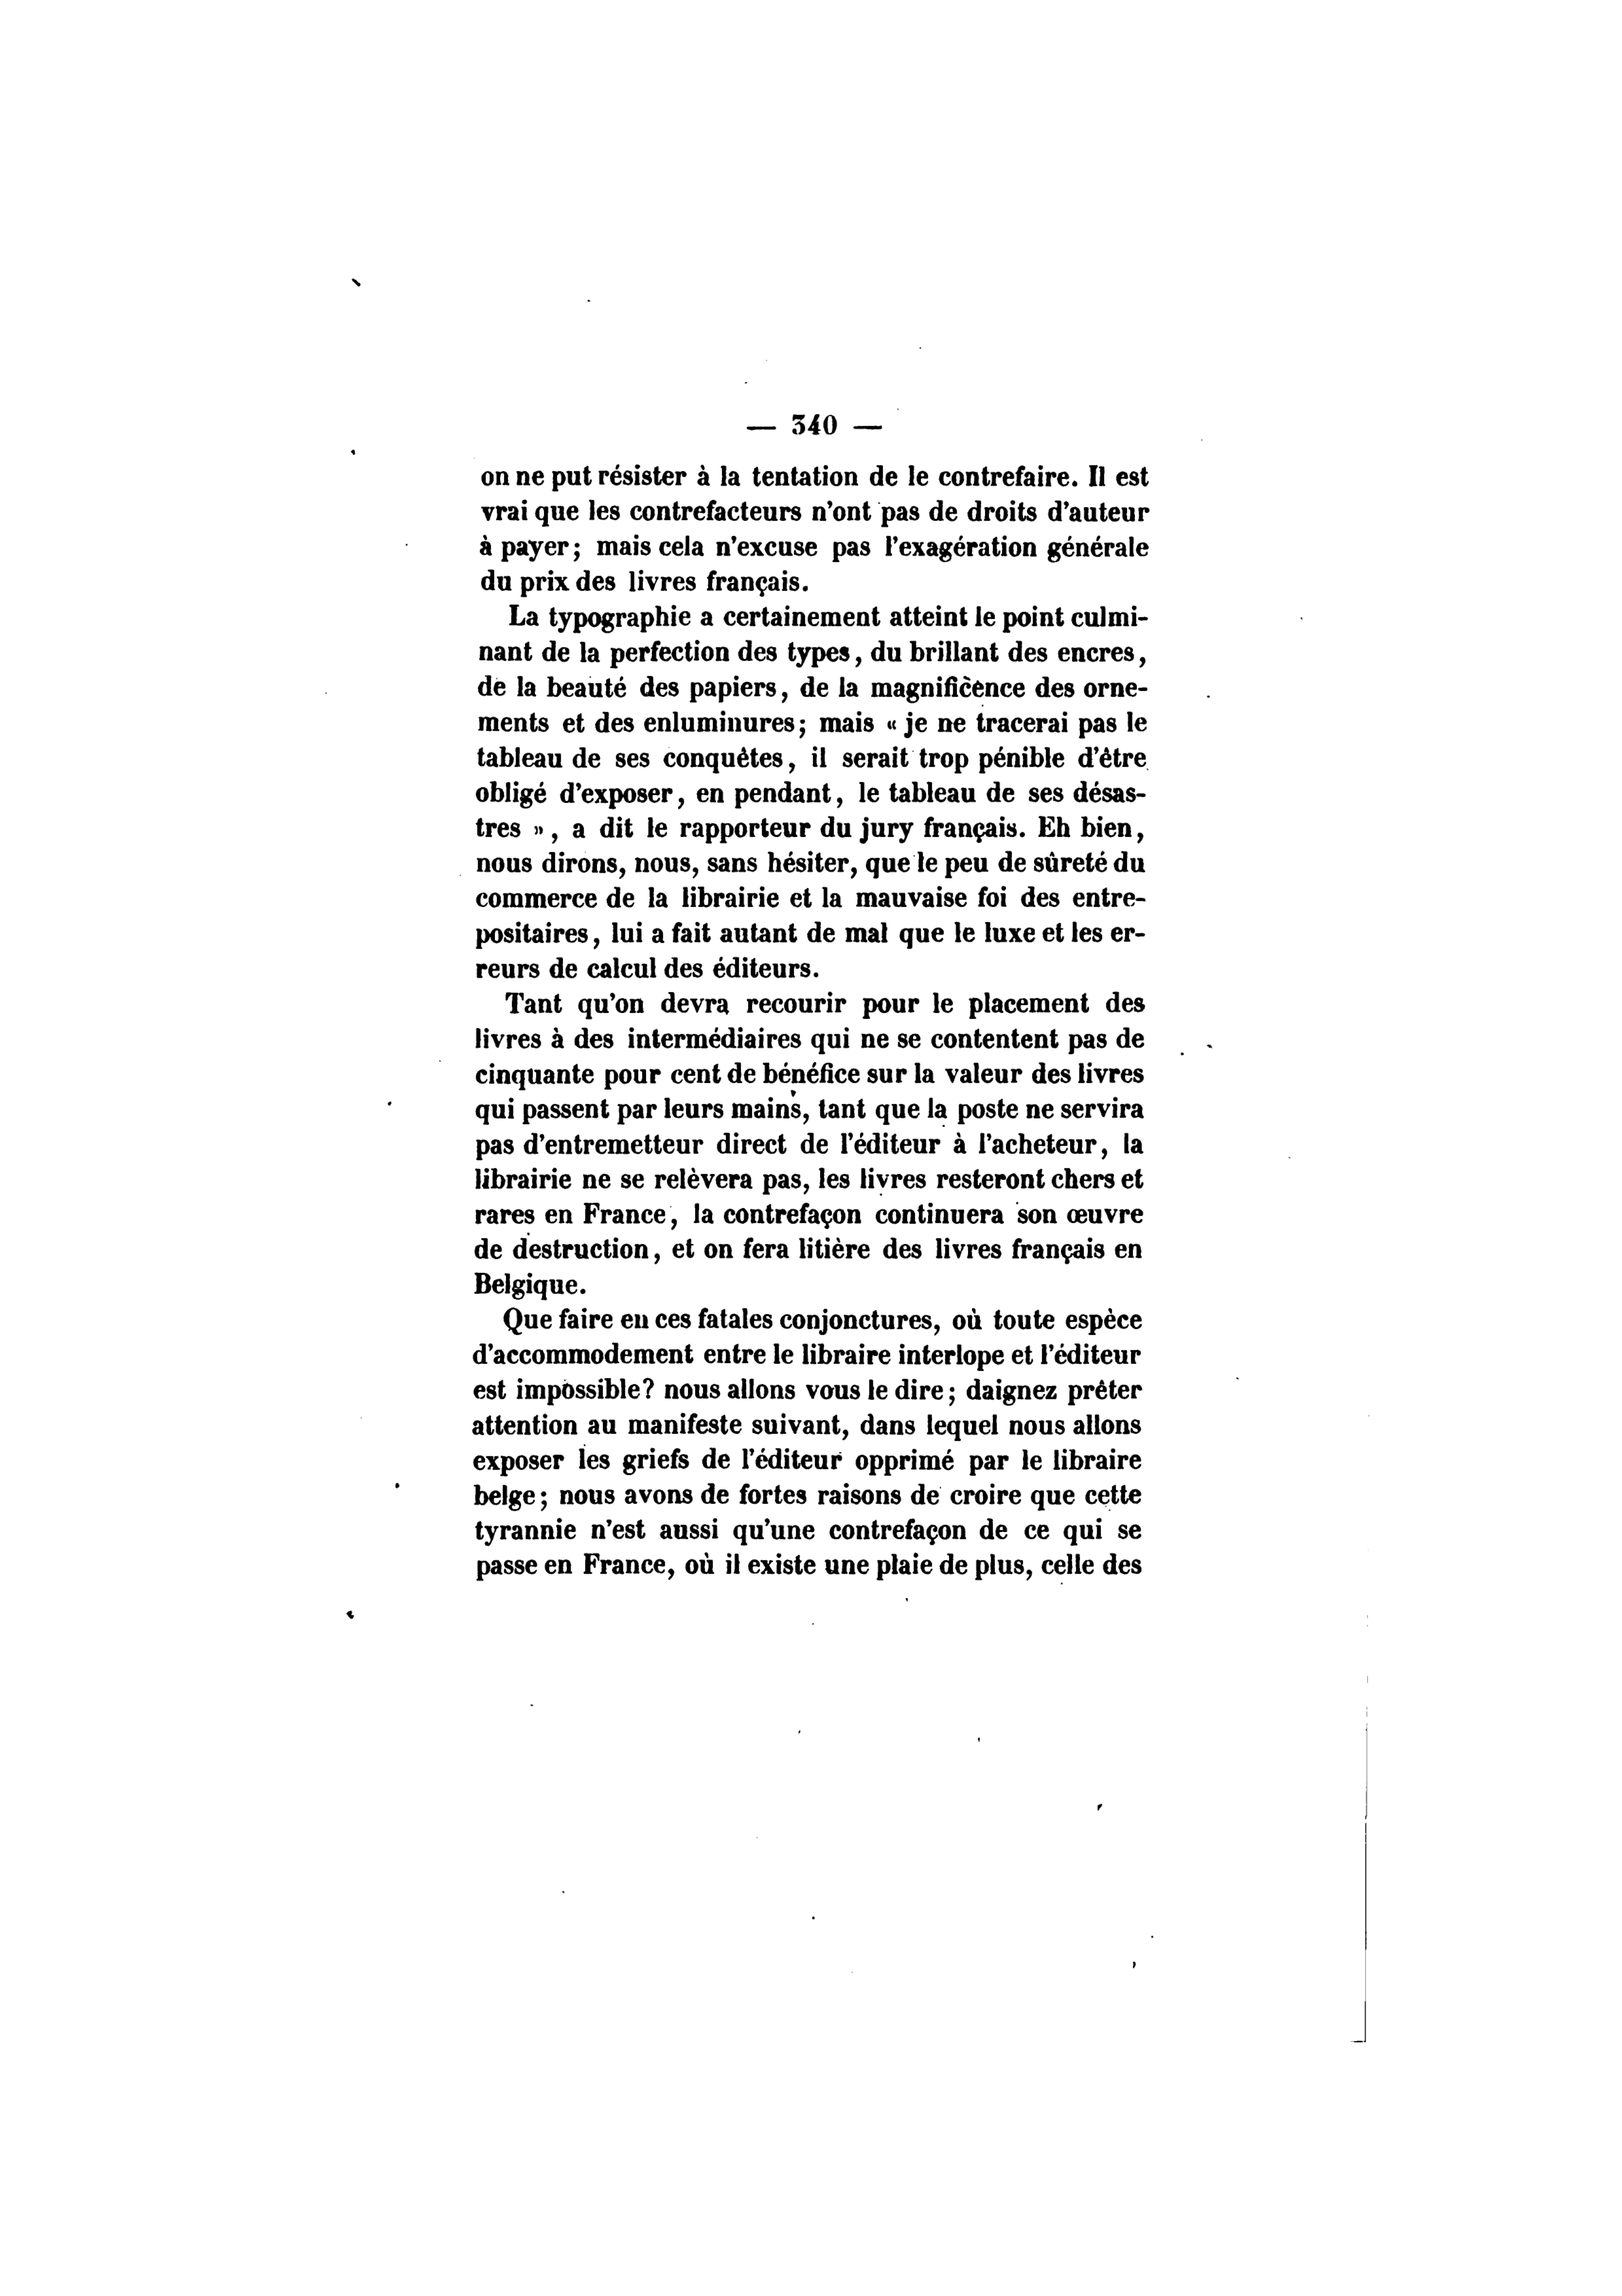 — 340 —
on ne put résister à la tentation de le contrefaire. Il est
vrai que les contrefacteurs n'ont pas de droits d'auteur
à payer; mais cela n'excuse pas l'exagération générale
du prix des livres français.
La typographie a certainement atteint le point culmi-
nant de la perfection des types, du brillant des encres,
de la beauté des papiers, de la magnificence des orne-
ments et des enluminures; mais « je ne tracerai pas le
tableau de ses conquêtes, il serait trop pénible d'être
obligé d'exposer, en pendant, le tableau de ses désas-
tres », a dit le rapporteur du jury français. Eh bien,
nous dirons, nous, sans hésiter, que le peu de sûreté du
commerce de la librairie et la mauvaise foi des entre-
positaires, lui a fait autant de mal que le luxe et les er-
reurs de calcul des éditeurs.
Tant qu'on devra recourir pour le placement des
livres à des intermédiaires qui ne se contentent pas de
cinquante pour cent de bénéfice sur la valeur des livres
qui passent par leurs mains, tant que la poste ne servira
pas d'entremetteur direct de l'éditeur à l'acheteur, la
librairie ne se relèvera pas, les livres resteront chers et
rares en France, la contrefaçon continuera son œuvre
de destruction, et on fera litière des livres français en
Belgique.
Que faire en ces fatales conjonctures, où toute espèce
d'accommodement entre le libraire interlope et l'éditeur
est impossible? nous allons vous le dire; daignez prêter
attention au manifeste suivant, dans lequel nous allons
exposer les griefs de l'éditeur opprimé par le libraire
belge; nous avons de fortes raisons de croire que cette
tyrannie n'est aussi qu'une contrefaçon de ce qui se
passe en France, où il existe une plaie de plus, celle des